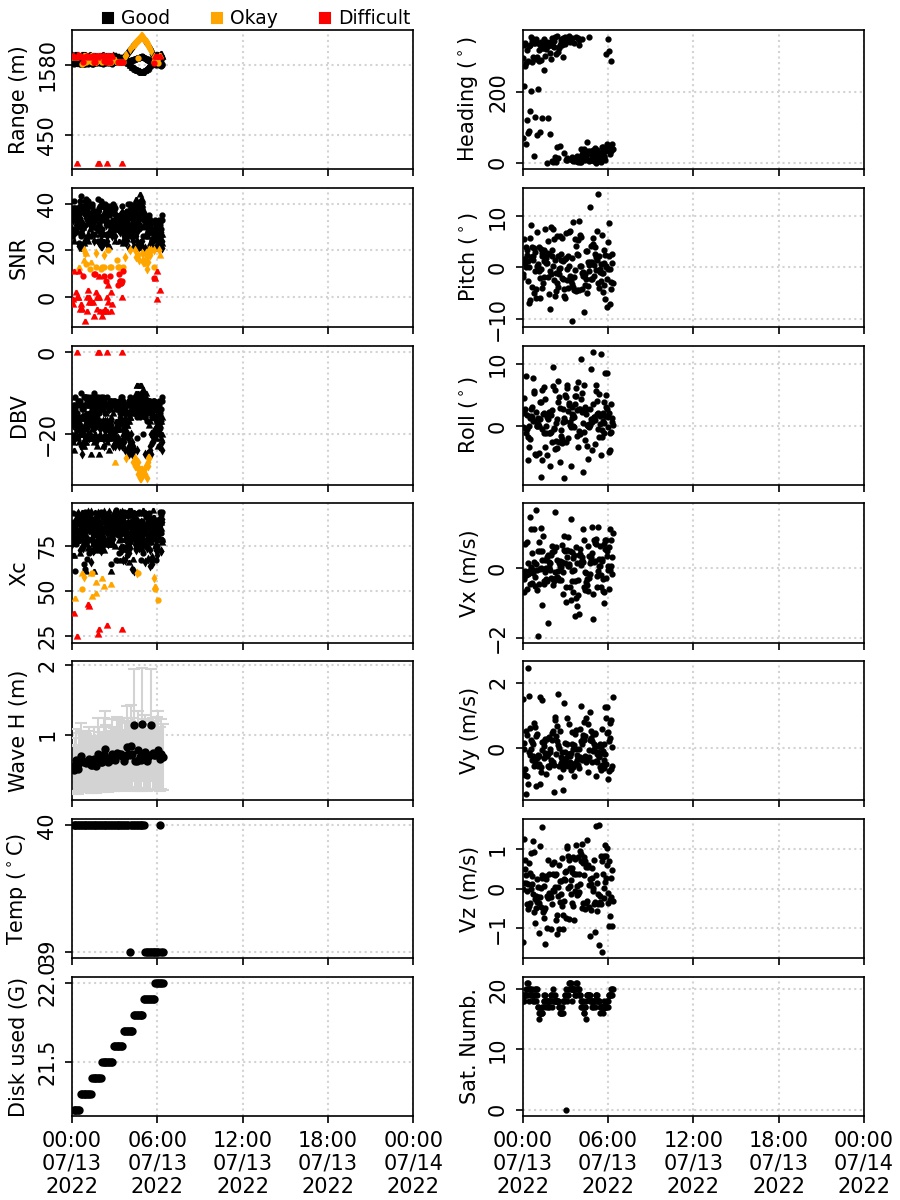 Good Okay Difficult
Range (m)
1580
450
Heading (°)
200
0
SNR
40
20
0
Pitch (°)
10
0
−10
DBV
0
−20
Roll (°)
10
0
Xc
75
50
25
Vx (m/s)
0
−2
Wave H (m)
2
1
Vy (m/s)
2
0
Temp (°C)
40
39
Vz (m/s)
1
0
−1
Disk used (G)
22.0
21.5
Sat. Numb.
20
10
0
00:00 06:00 12:00 18:00 00:00 00:00 06:00 12:00 18:00 00:00
07/13 07/13 07/13 07/13 07/14 07/13 07/13 07/13 07/13 07/14
2022 2022 2022 2022 2022 2022 2022 2022 2022 2022